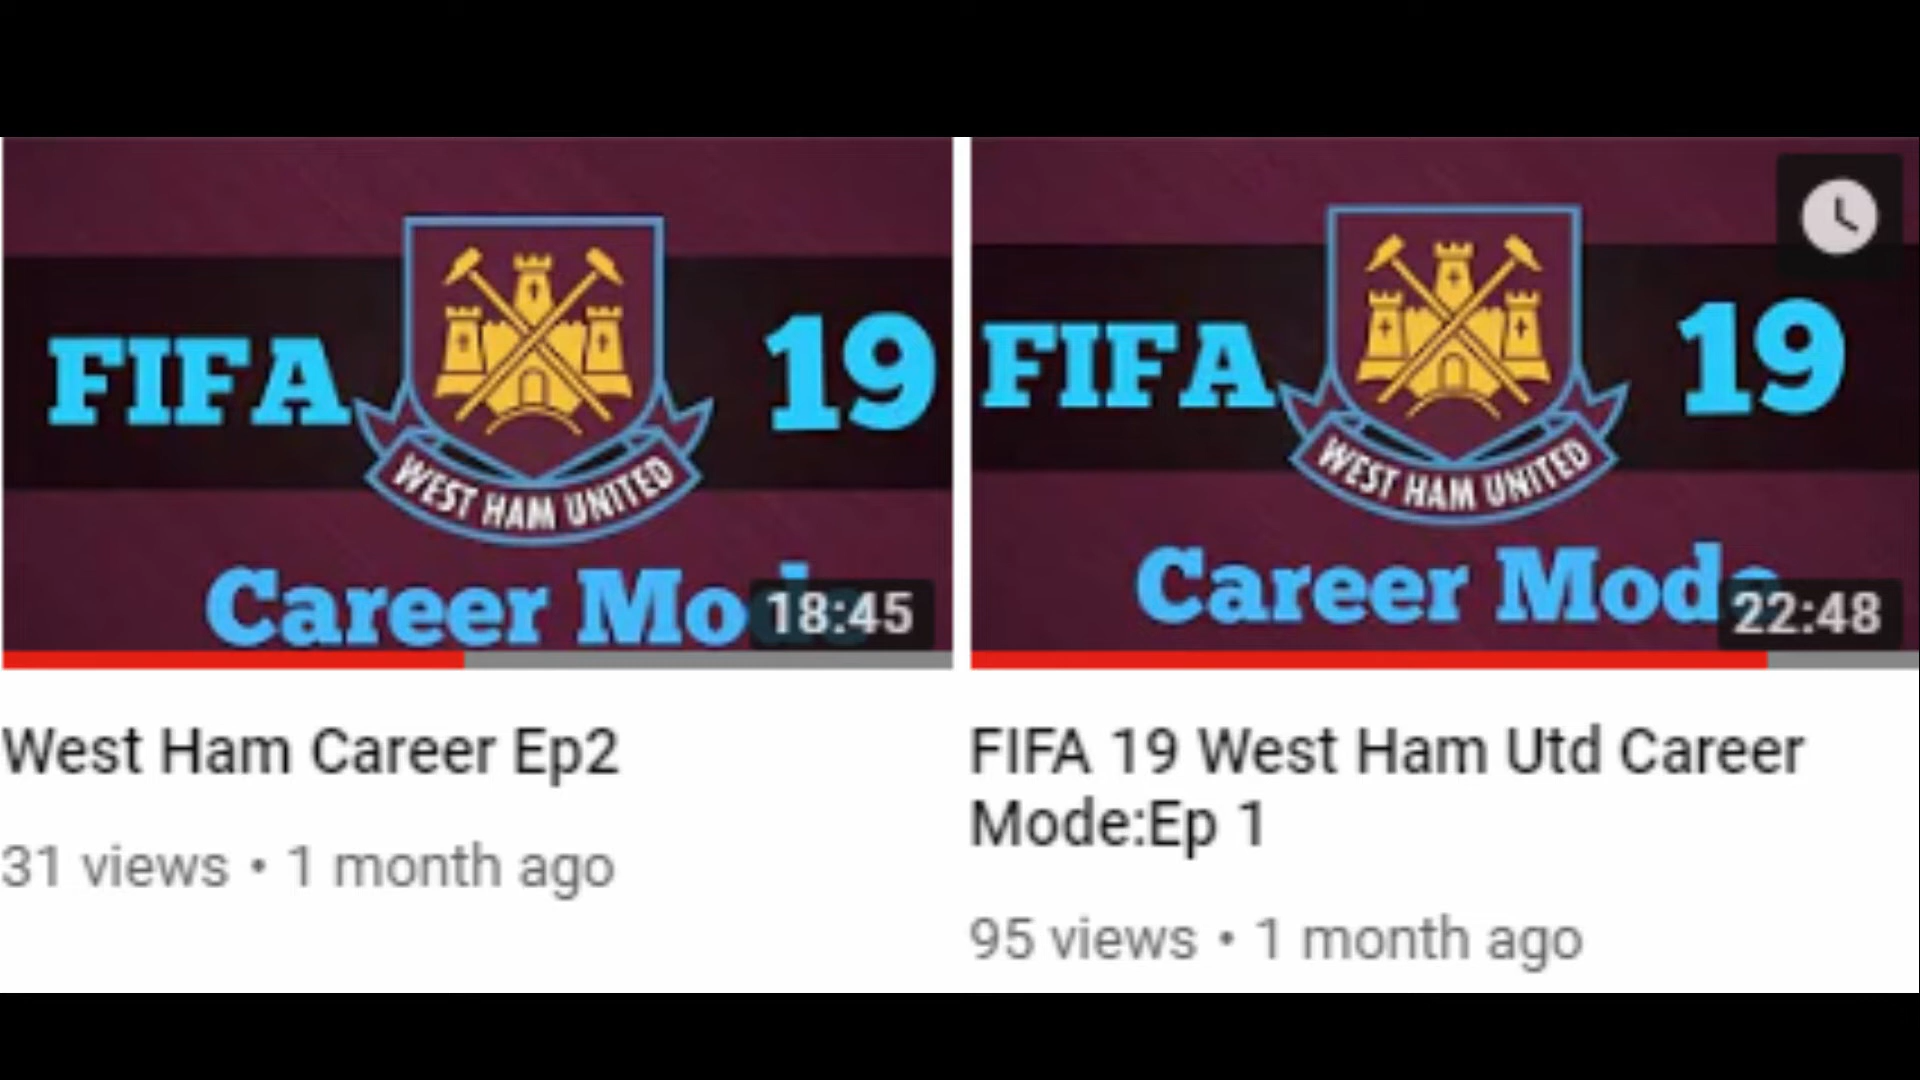 FIFA
19
WEST HAM UNITED
Career Mo
18:45
West Ham Career Ep2
31 views • 1 month ago
FIFA
19
WEST HAM UNITED
Career Mode
22:48
FIFA 19 West Ham Utd Career
Mode:Ep 1
95 views • 1 month ago